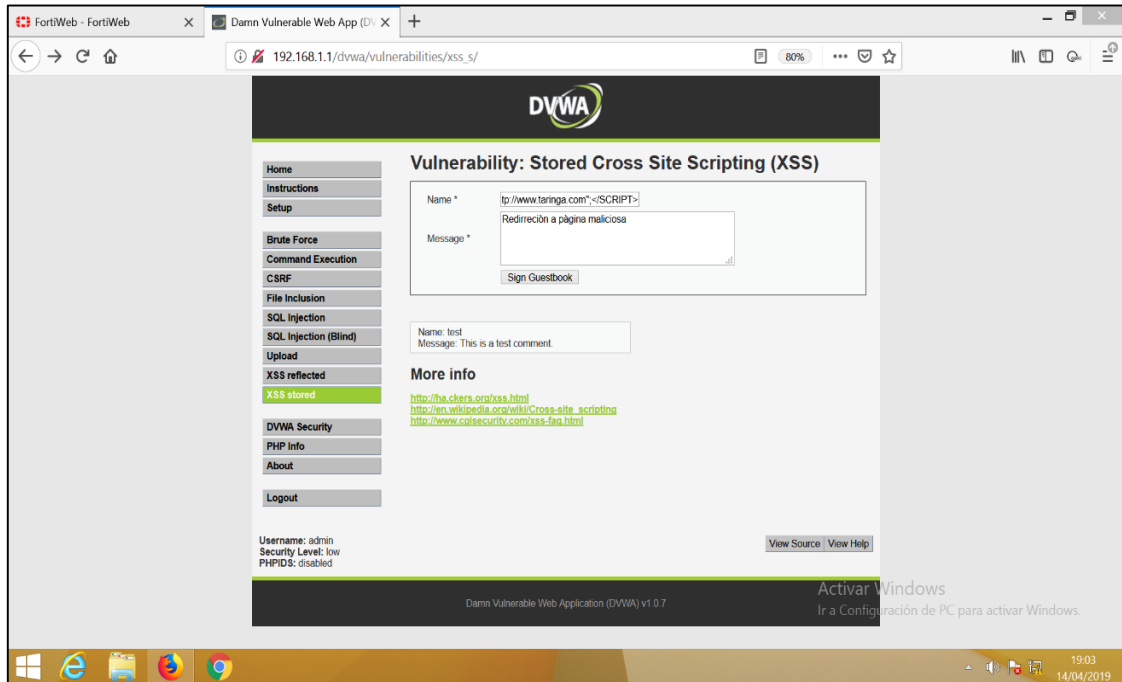 FortiWeb - FortiWeb
Damn Vulnerable Web App (DV
192.168.1.1/dvwa/vulnerabilities/xss_s/
80%
DVWA
Home
Instructions
Setup
Brute Force
Command Execution
CSRF
File Inclusion
SQL Injection
SQL Injection (Blind)
Upload
XSS reflected
XSS stored
DVWA Security
PHP Info
About
Logout
Vulnerability: Stored Cross Site Scripting (XSS)
Name *
tp://www.taringa.com";</SCRIPT>
Message *
Redirreciòn a pàgina maliciosa
Sign Guestbook
Name: test
Message: This is a test comment.
More info
http://ha.ckers.org/xss.html
http://en.wikipedia.org/wiki/Cross-site_scripting
http://www.cgisecurity.com/xss-faq.html
Username: admin
Security Level: low
PHPIDS: disabled
View Source
View Help
Damn Vulnerable Web Application (DVWA) v1.0.7
Activar Windows
Ir a Configuración de PC para activar Windows.
19:03
14/04/2019